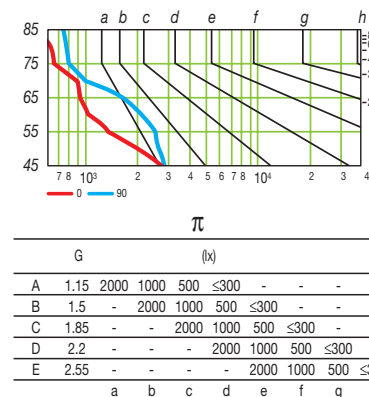 a b c d e f g h
85
75
65
55
45
7 8 10³ 2 3 4 5 6 7 8 10⁴ 2 3 4
0 90
π
G (lx)
A 1.15 2000 1000 500 ≤300 - - -
B 1.5 - 2000 1000 500 ≤300 - -
C 1.85 - - 2000 1000 500 ≤300 -
D 2.2 - - - 2000 1000 500 ≤300
E 2.55 - - - - 2000 1000 500
a b c d e f g